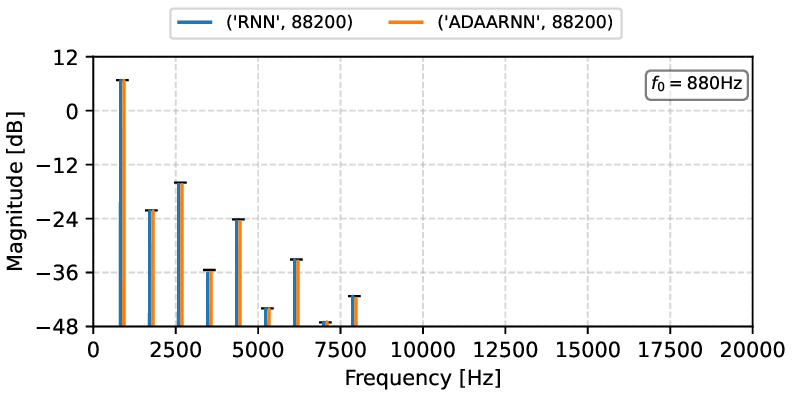 ('RNN', 88200) ('ADAARNN', 88200)
12
0
−12
−24
−36
−48
Magnitude [dB]
f₀ = 880Hz
0 2500 5000 7500 10000 12500 15000 17500 20000
Frequency [Hz]